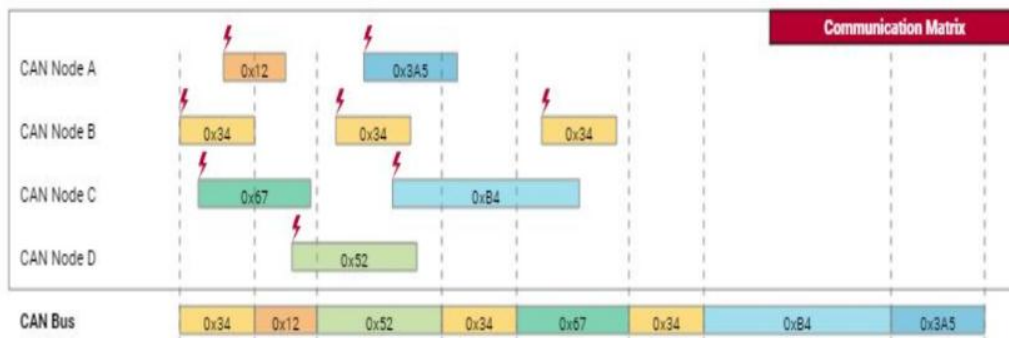 Communication Matrix
CAN Node A 0x12 0x3A5
CAN Node B 0x34 0x34 0x34
CAN Node C 0x67 0xB4
CAN Node D 0x52
CAN Bus 0x34 0x12 0x52 0x34 0x67 0x34 0xB4 0x3A5